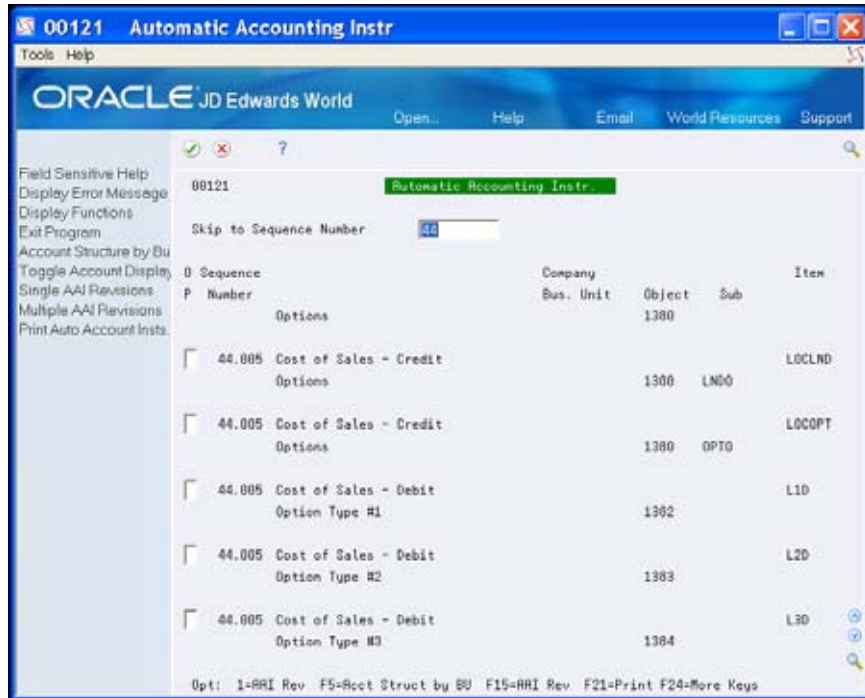 00121 Automatic Accounting Instr
Tools Help
ORACLE JD Edwards World
Open... Help Email World Resources Support
?
Field Sensitive Help
Display Error Message
Display Functions
Exit Program
Account Structure by Bu
Toggle Account Display
Single AAI Revisions
Multiple AAI Revisions
Print Auto Account Insts.
00121 Automatic Accounting Instr.
Skip to Sequence Number 44
O Sequence Company Item
P Number Bus. Unit Object Sub
Options 1380
44.005 Cost of Sales - Credit LOCLND
Options 1300 LNDO
44.005 Cost of Sales - Credit LOCOPT
Options 1380 OPTO
44.005 Cost of Sales - Debit L1D
Option Type #1 1382
44.005 Cost of Sales - Debit L2D
Option Type #2 1383
44.005 Cost of Sales - Debit L3D
Option Type #3 1384
Opt: 1=AAI Rev F5=Acct Struct by BU F15=AAI Rev F21=Print F24=More Keys